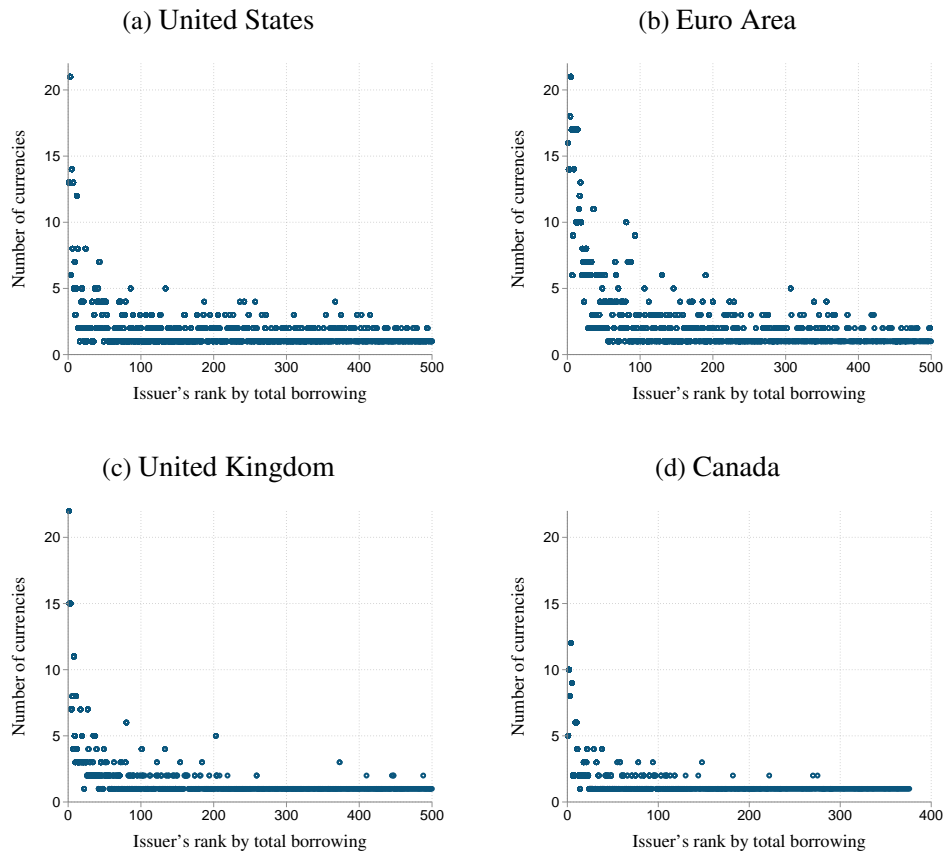 (a) United States
Number of currencies
20
15
10
5
0
0 100 200 300 400 500
Issuer's rank by total borrowing
(b) Euro Area
Number of currencies
20
15
10
5
0
0 100 200 300 400 500
Issuer's rank by total borrowing
(c) United Kingdom
Number of currencies
20
15
10
5
0
0 100 200 300 400 500
Issuer's rank by total borrowing
(d) Canada
Number of currencies
20
15
10
5
0
0 100 200 300 400
Issuer's rank by total borrowing